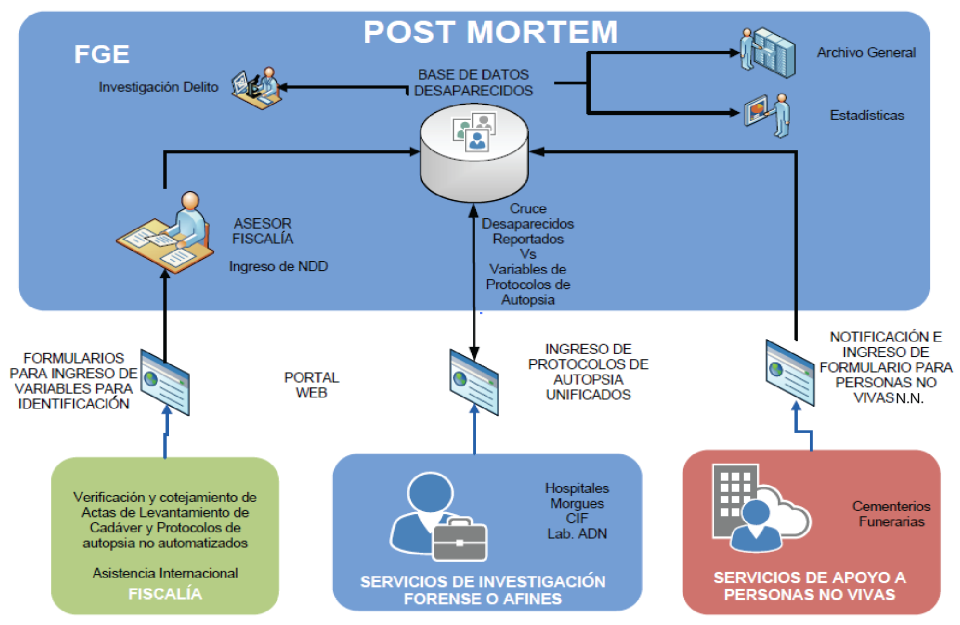 POST MORTEM
FGE
Investigación Delito
BASE DE DATOS
DESAPARECIDOS
Archivo General
Estadísticas
ASESOR
FISCALÍA
Ingreso de NDD
Cruce
Desaparecidos
Reportados
Vs
Variables de
Protocolos de
Autopsia
FORMULARIOS
PARA INGRESO DE
VARIABLES PARA
IDENTIFICACIÓN
PORTAL
WEB
INGRESO DE
PROTOCOLOS DE
AUTOPSIA
UNIFICADOS
NOTIFICACIÓN E
INGRESO DE
FORMULARIO PARA
PERSONAS NO
VIVAS N.N.
Verificación y cotejamiento de
Actas de Levantamiento de
Cadáver y Protocolos de
autopsia no automatizados
Asistencia Internacional
FISCALÍA
Hospitales
Morgues
CIF
Lab. ADN
SERVICIOS DE INVESTIGACIÓN
FORENSE O AFINES
Cementerios
Funerarias
SERVICIOS DE APOYO A
PERSONAS NO VIVAS